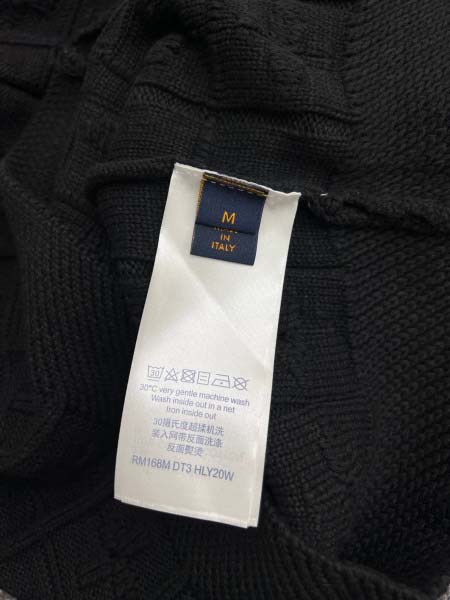 M
IN
ITALY
30
30°C very gentle machine wash
Wash inside out in a net
Iron inside out
30摄氏度超揉机洗
装入网带反面洗涤
反面熨烫
RM168M DT3 HLY20W